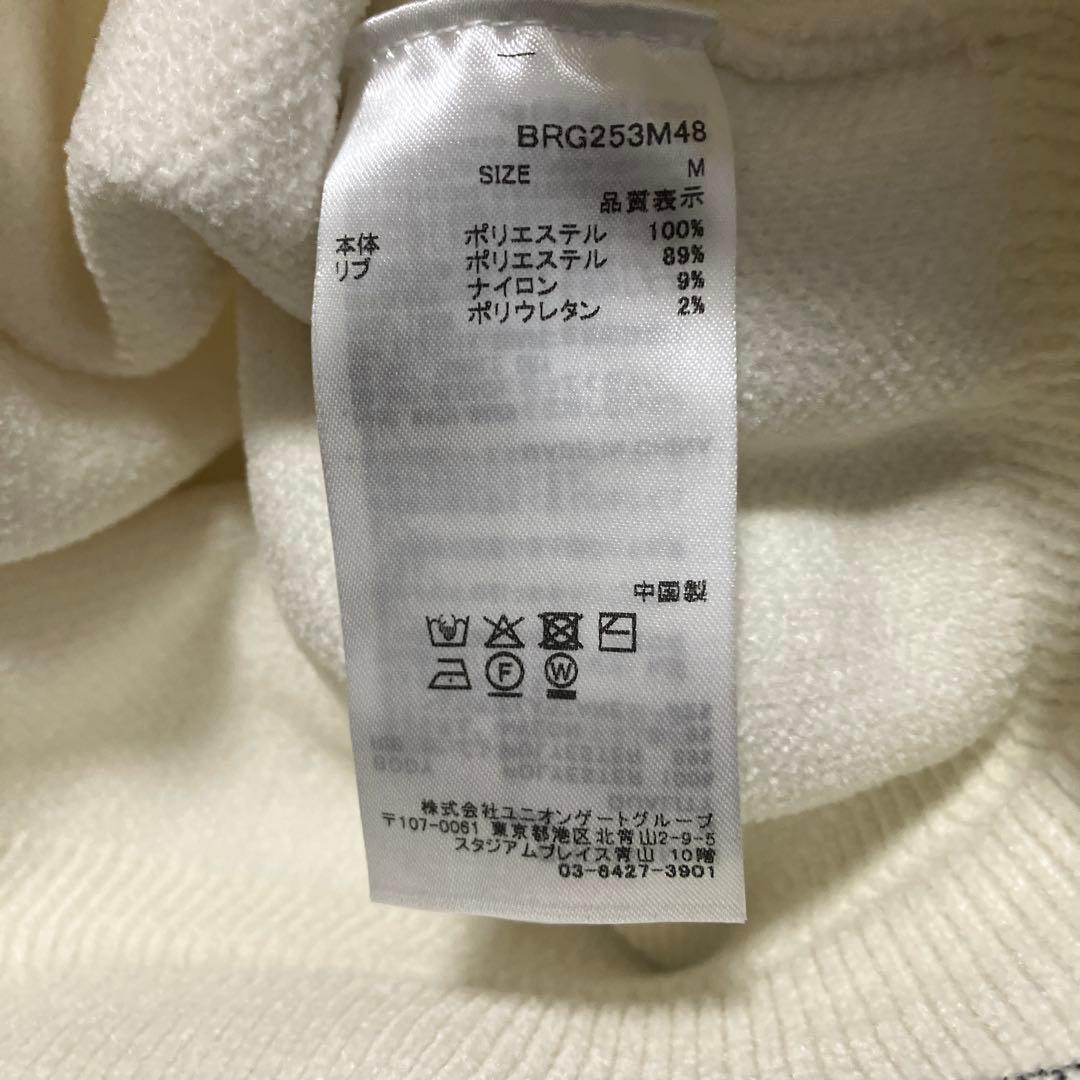 BRG253M48
SIZE M
品質表示
本体 ポリエステル 100%
リブ ポリエステル 89%
ナイロン 9%
ポリウレタン 2%
中国製
F W
株式会社ユニオンゲートグループ
〒107-0061 東京都港区北青山2-9-5
スタジアムプレイス青山 10階
03-6427-3901